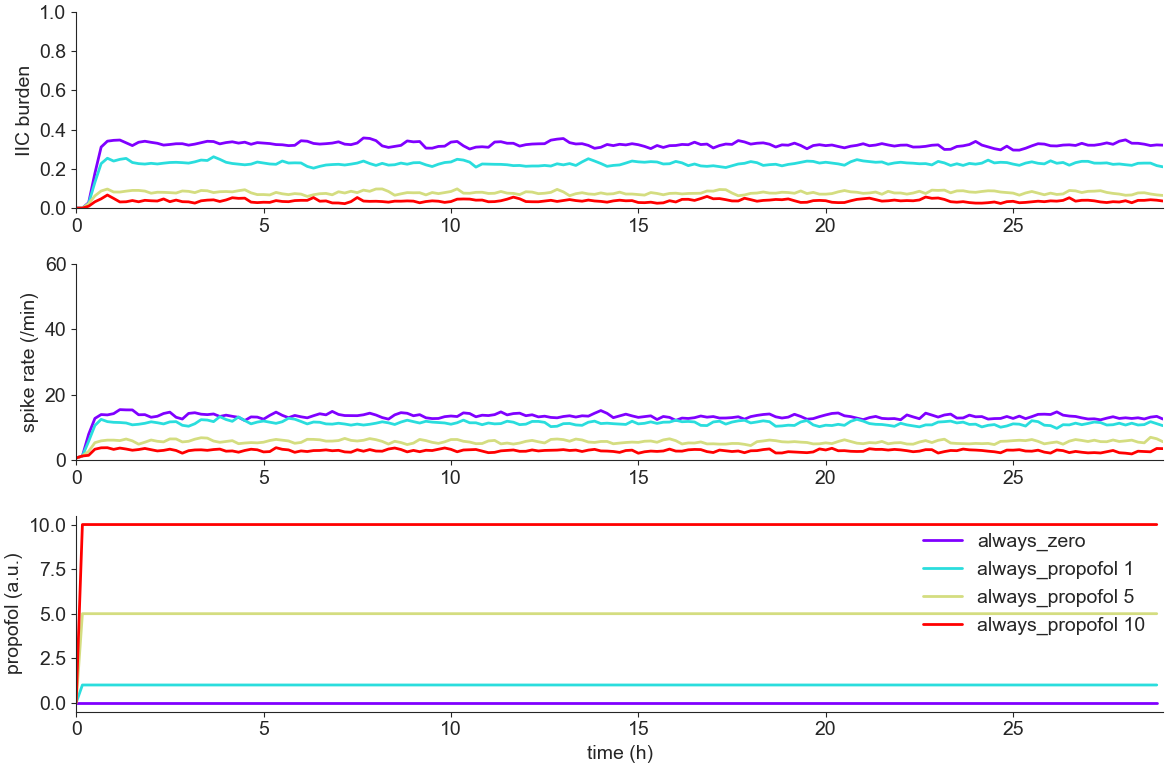 1.0
0.8
0.6
0.4
0.2
0.0
IIC burden
0 5 10 15 20 25
60
40
20
0
spike rate (/min)
0 5 10 15 20 25
10.0
7.5
5.0
2.5
0.0
propofol (a.u.)
always_zero
always_propofol 1
always_propofol 5
always_propofol 10
0 5 10 15 20 25
time (h)